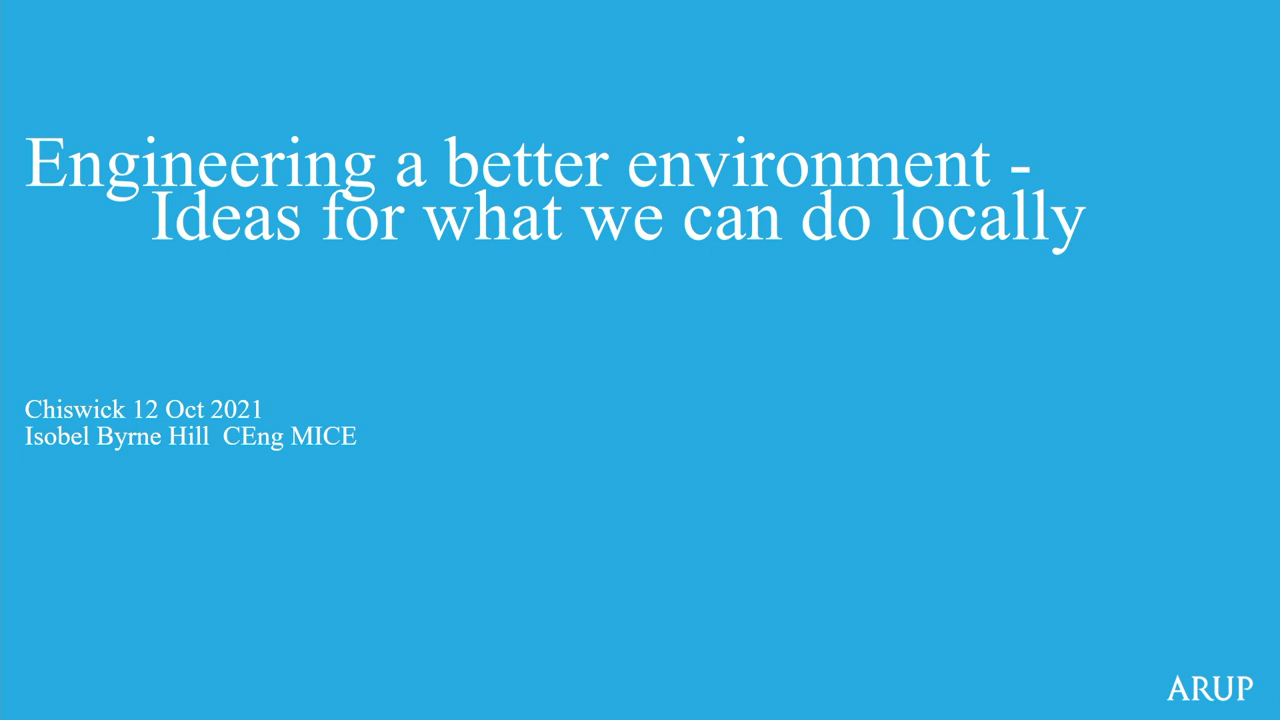 Engineering a better environment -
Ideas for what we can do locally
Chiswick 12 Oct 2021
Isobel Byrne Hill  CEng MICE
ARUP